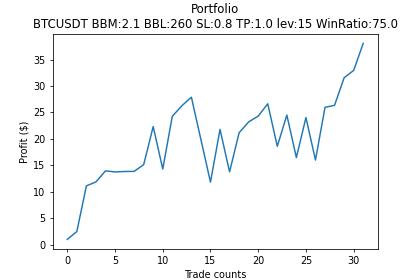 Portfolio
BTCUSDT BBM:2.1 BBL:260 SL:0.8 TP:1.0 lev:15 WinRatio:75.0
35
30
25
20
15
10
5
0
Profit ($)
0 5 10 15 20 25 30
Trade counts